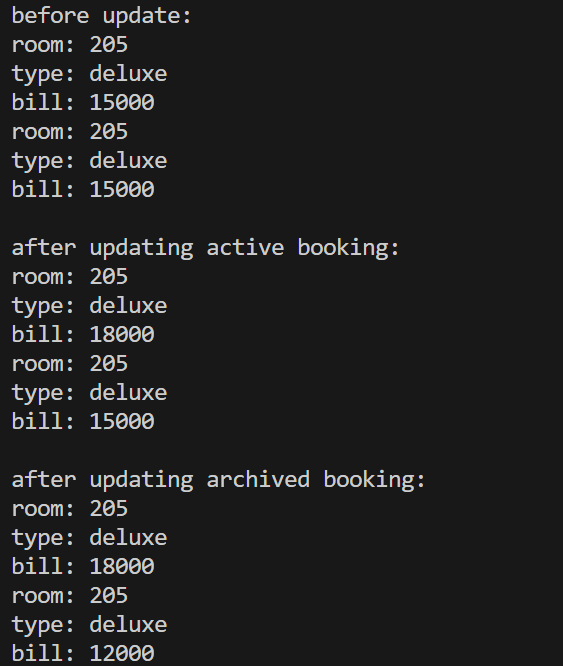 before update:
room: 205
type: deluxe
bill: 15000
room: 205
type: deluxe
bill: 15000

after updating active booking:
room: 205
type: deluxe
bill: 18000
room: 205
type: deluxe
bill: 15000

after updating archived booking:
room: 205
type: deluxe
bill: 18000
room: 205
type: deluxe
bill: 12000